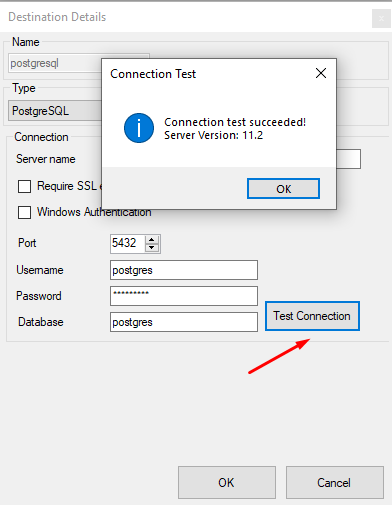 Destination Details
x
Name
postgresql
Connection Test
Type
PostgreSQL
Connection test succeeded!
Server Version: 11.2
Connection
Server name
OK
Require SSL
Windows Authentication
Port
5432
Username
postgres
Password
*********
Database
postgres
Test Connection
OK
Cancel